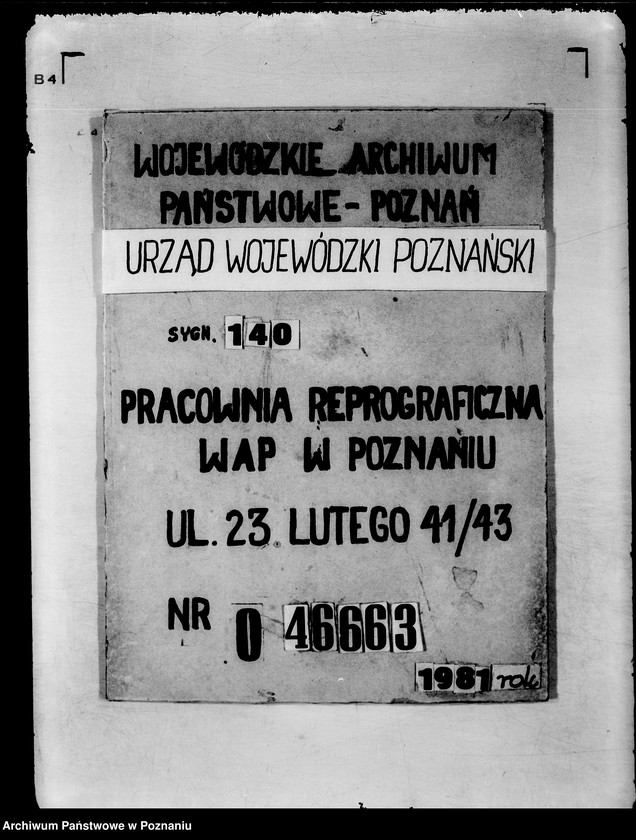 B4
WOJEWÓDZKIE ARCHIWUM
PAŃSTWOWE - POZNAŃ
URZĄD WOJEWÓDZKI POZNAŃSKI
SYGN. 140
PRACOWNIA REPROGRAFICZNA
WAP W POZNANIU
UL. 23. LUTEGO 41/43
NR 0 46663
1981 rok
Archiwum Państwowe w Poznaniu